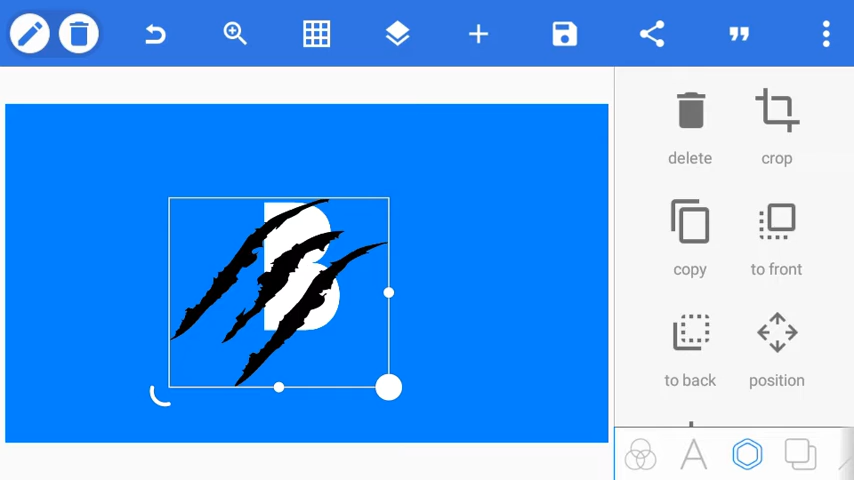 B
delete crop
copy to front
to back position
A